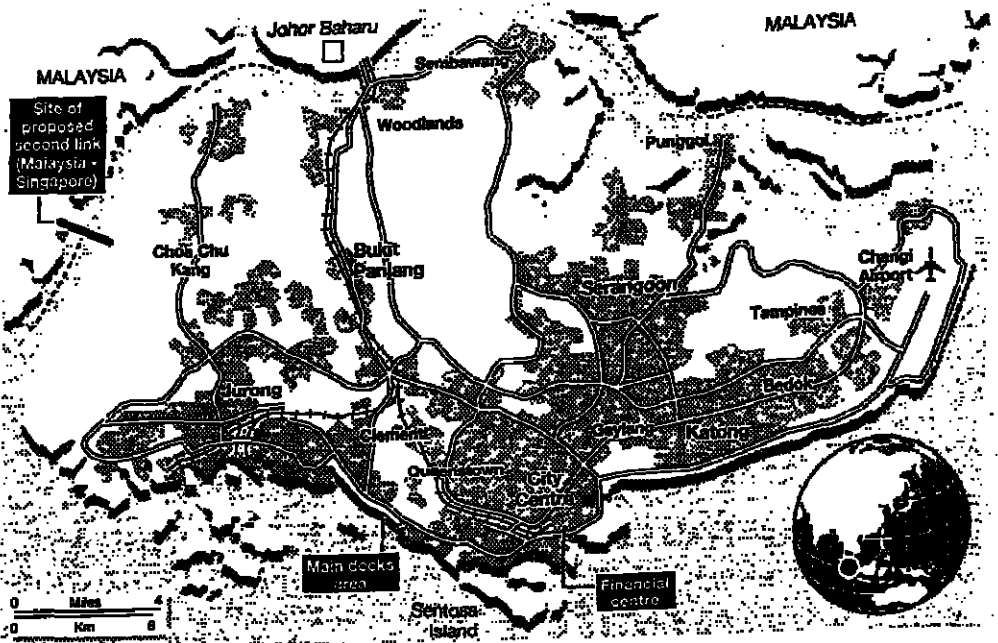 Johor Baharu
MALAYSIA
MALAYSIA
Sembawang
Site of
proposed
second link
(Malaysia -
Singapore)
Woodlands
Punggol
Choa Chu
Kang
Bukit
Panjang
Changi
Airport
Serangoon
Tampines
Jurong
Bedok
Clementi
Geylang
Katong
Queenstown
City
Centre
Main docks
area
Financial
centre
Sentosa
Island
0 Miles 4
0 Km 6